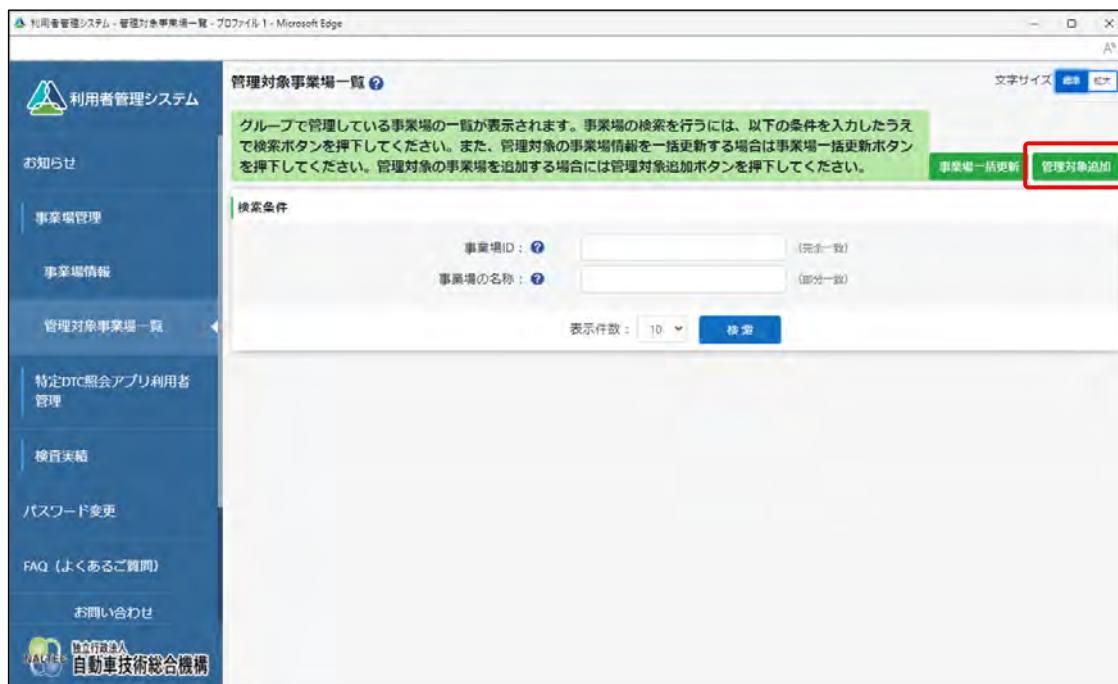 利用者管理システム - 管理対象事業場一覧 - プロファイル 1 - Microsoft Edge
利用者管理システム
お知らせ
事業場管理
事業場情報
管理対象事業場一覧
特定DTC照会アプリ利用者
管理
検査実績
パスワード変更
FAQ（よくあるご質問）
お問い合わせ
NALTEC
独立行政法人
自動車技術総合機構
管理対象事業場一覧
文字サイズ 標準 拡大
グループで管理している事業場の一覧が表示されます。事業場の検索を行うには、以下の条件を入力したうえ
で検索ボタンを押下してください。また、管理対象の事業場情報を一括更新する場合は事業場一括更新ボタン
を押下してください。管理対象の事業場を追加する場合には管理対象追加ボタンを押下してください。
事業場一括更新 管理対象追加
検索条件
事業場ID： （完全一致）
事業場の名称： （部分一致）
表示件数： 10 検索